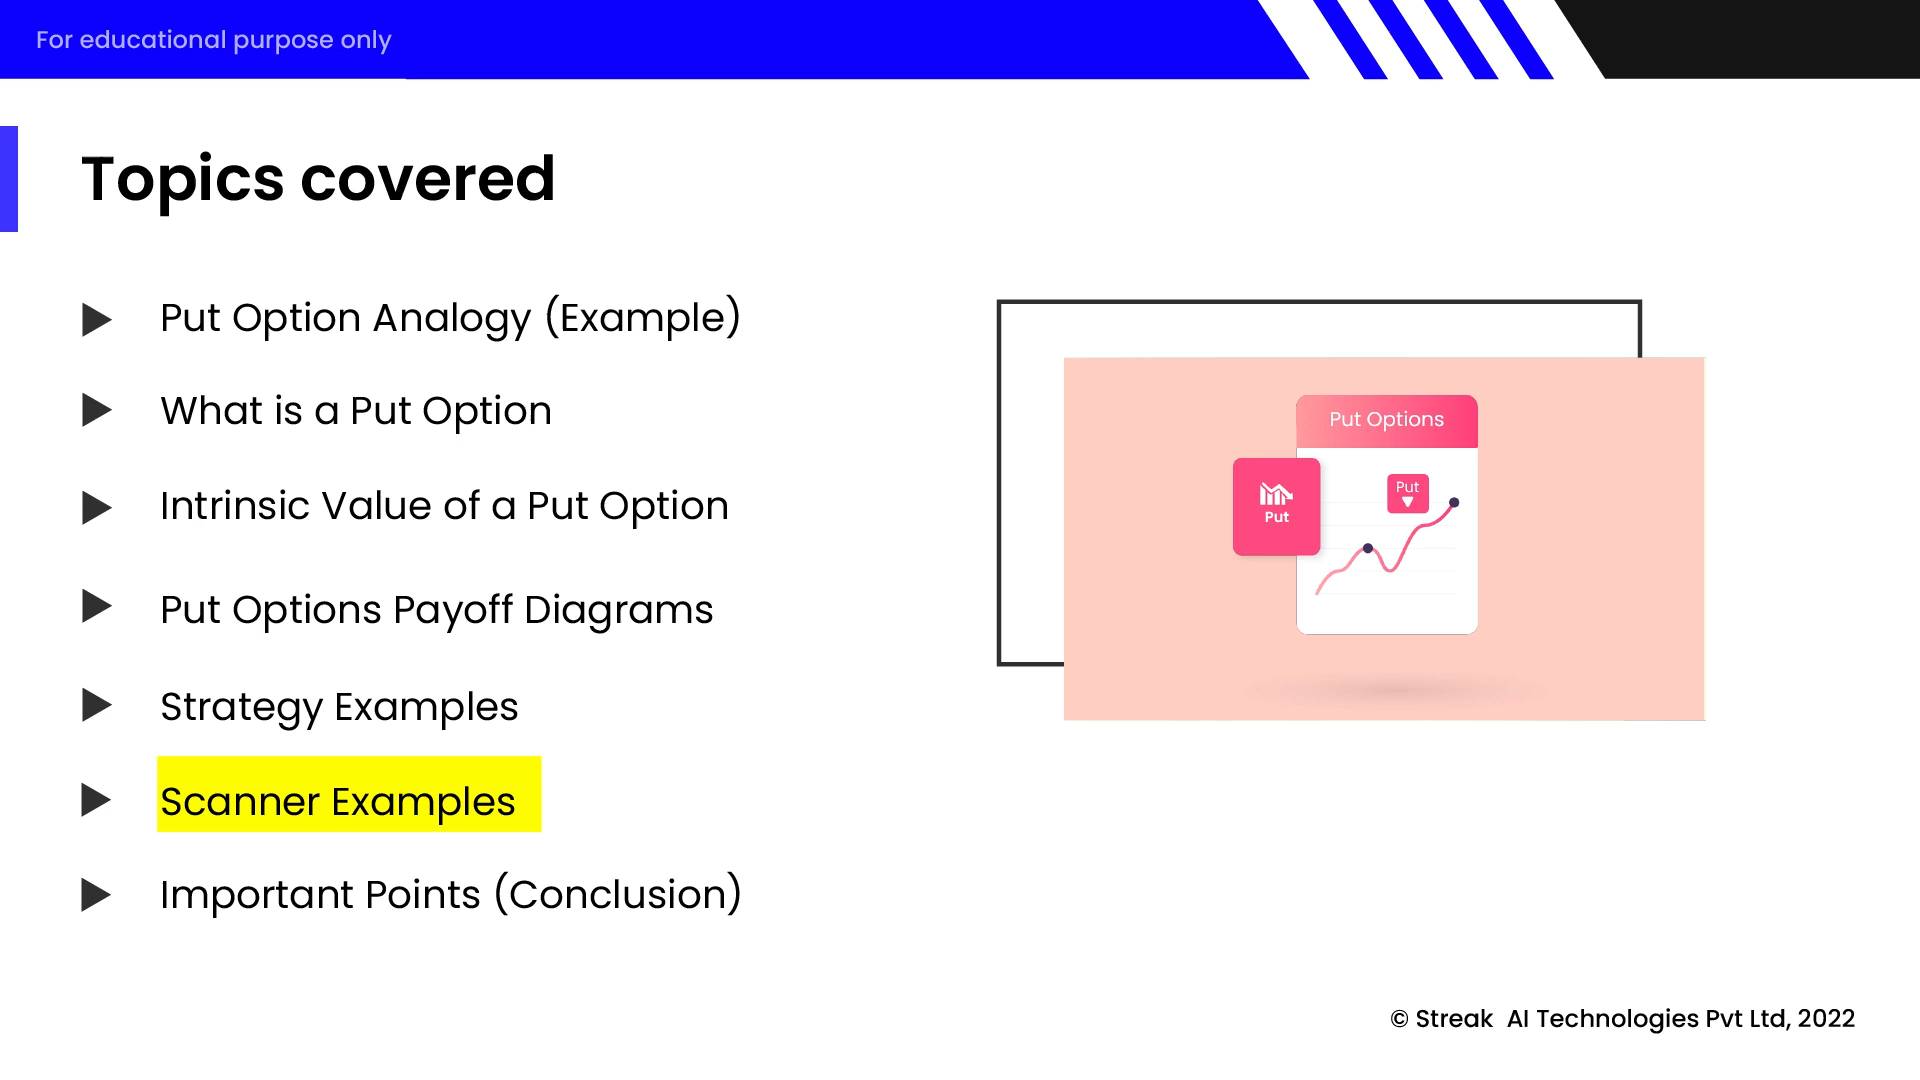 For educational purpose only
Topics covered
Put Option Analogy (Example)
What is a Put Option
Intrinsic Value of a Put Option
Put Options Payoff Diagrams
Strategy Examples
Scanner Examples
Important Points (Conclusion)
Put Options
Put
Put
© Streak  AI Technologies Pvt Ltd, 2022